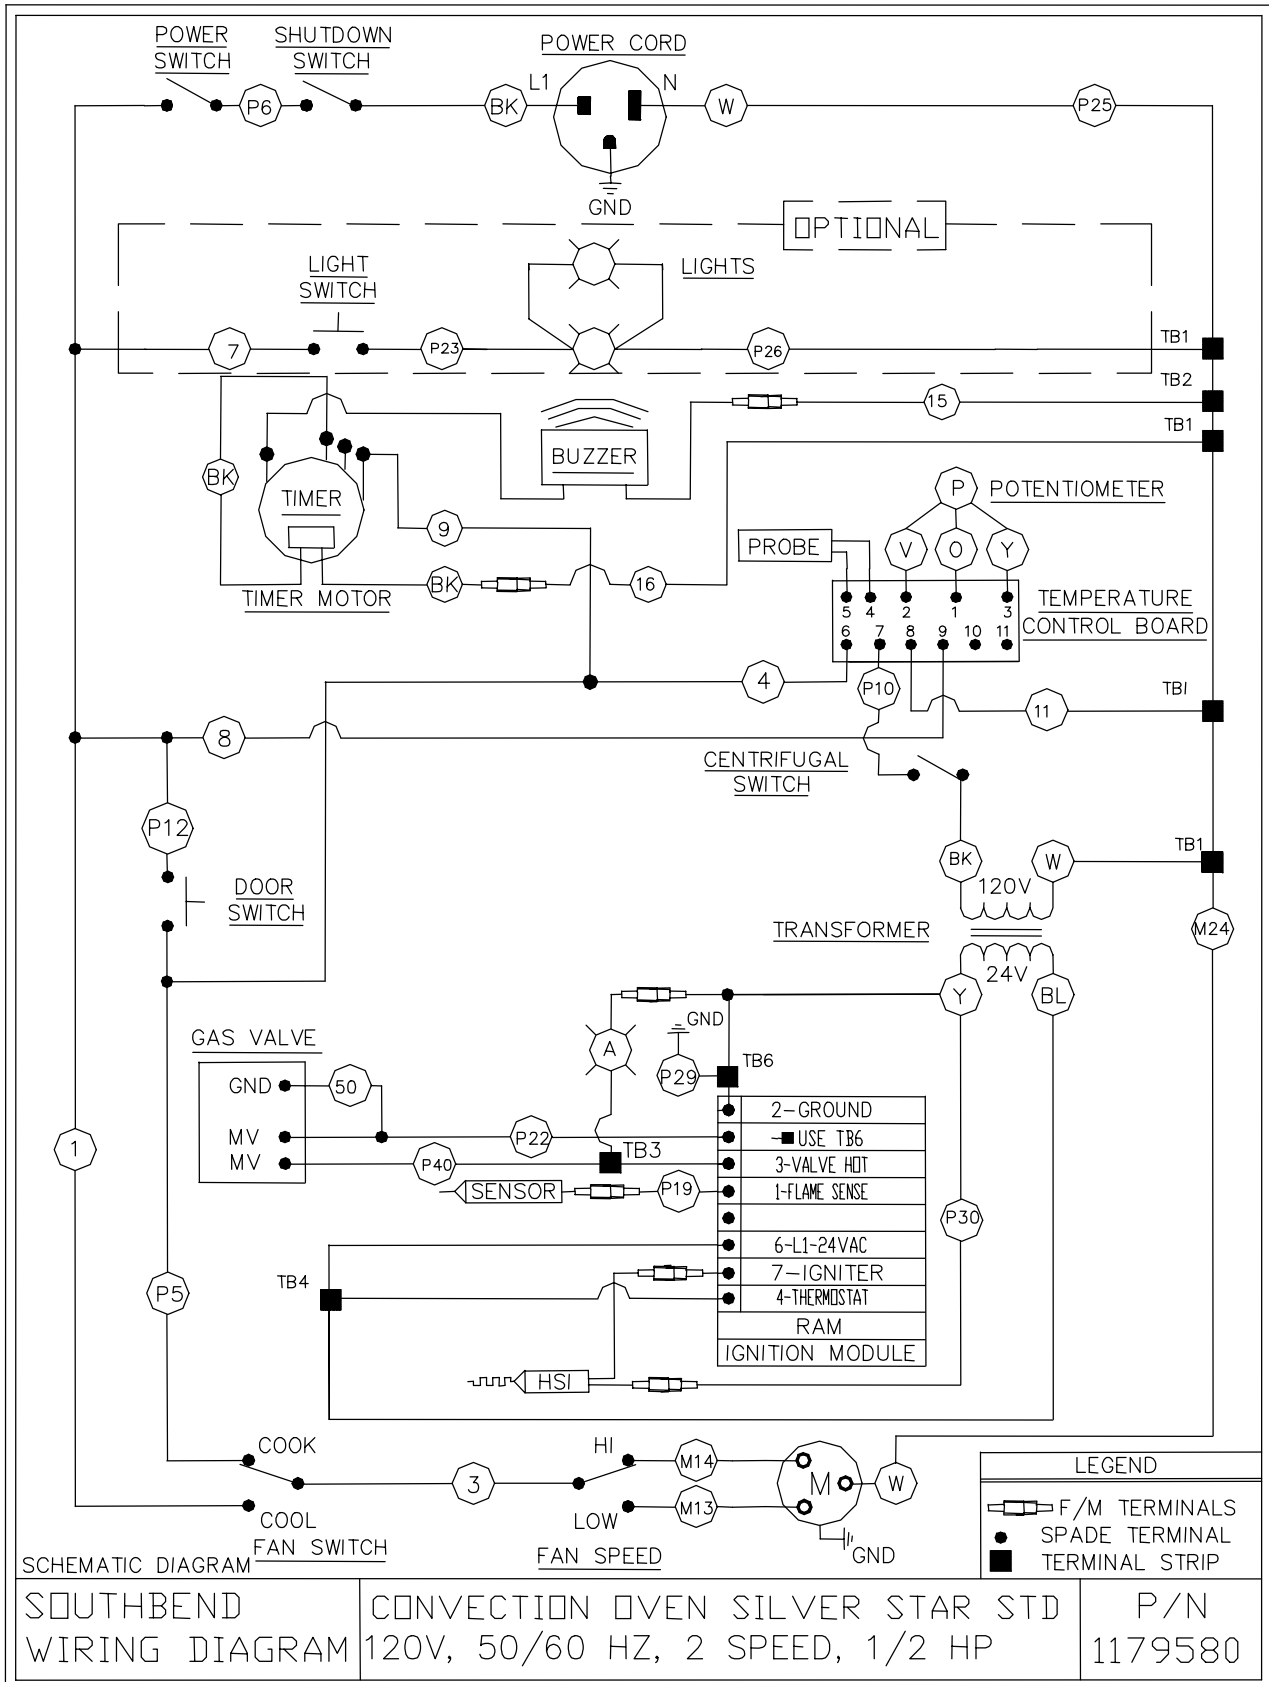 POWER SWITCH
SHUTDOWN SWITCH
POWER CORD
L1
N
P6
BK
W
P25
GND
OPTIONAL
LIGHTS
LIGHT SWITCH
7
P23
P26
TB1
TB2
15
TB1
BUZZER
BK
TIMER
9
P
POTENTIOMETER
PROBE
V
O
Y
TIMER MOTOR
BK
16
5 4 2 1 3
6 7 8 9 10 11
TEMPERATURE CONTROL BOARD
4
P10
11
TB1
8
CENTRIFUGAL SWITCH
P12
DOOR SWITCH
BK
W
TB1
120V
TRANSFORMER
24V
M24
Y
BL
GND
GAS VALVE
A
P29
TB6
GND
50
2-GROUND
MV
P22
USE TB6
1
MV
P40
TB3
3-VALVE HOT
SENSOR
P19
1-FLAME SENSE
P30
6-L1-24VAC
TB4
7-IGNITER
P5
4-THERMOSTAT
RAM
IGNITION MODULE
HSI
COOK
HI
M14
3
M
W
LEGEND
COOL
LOW
M13
F/M TERMINALS
SPADE TERMINAL
TERMINAL STRIP
FAN SWITCH
FAN SPEED
GND
SCHEMATIC DIAGRAM
SOUTHBEND
WIRING DIAGRAM
CONVECTION OVEN SILVER STAR STD
120V, 50/60 HZ, 2 SPEED, 1/2 HP
P/N
1179580